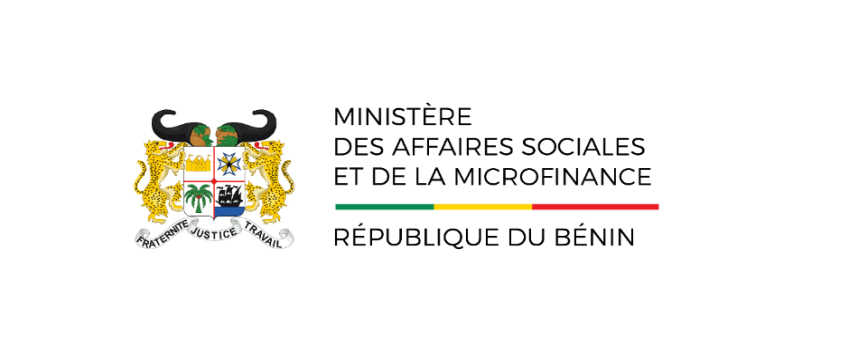 MINISTÈRE
DES AFFAIRES SOCIALES
ET DE LA MICROFINANCE
RÉPUBLIQUE DU BÉNIN
FRATERNITE JUSTICE TRAVAIL